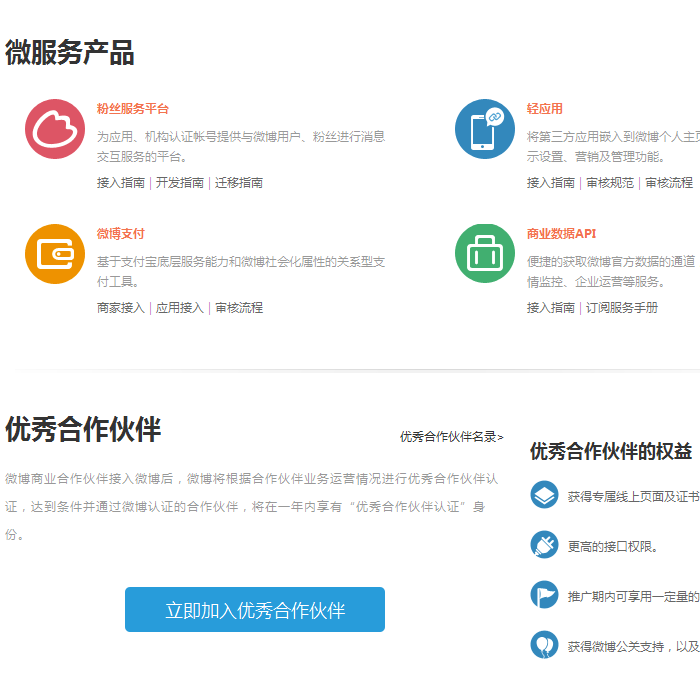 微服务产品
粉丝服务平台
为应用、机构认证帐号提供与微博用户、粉丝进行消息
交互服务的平台。
接入指南 | 开发指南 | 迁移指南
轻应用
将第三方应用嵌入到微博个人主页
示设置、营销及管理功能。
接入指南 | 审核规范 | 审核流程
微博支付
基于支付宝底层服务能力和微博社会化属性的关系型支
付工具。
商家接入 | 应用接入 | 审核流程
商业数据API
便捷的获取微博官方数据的通道
情监控、企业运营等服务。
接入指南 | 订阅服务手册
优秀合作伙伴
优秀合作伙伴名录>
微博商业合作伙伴接入微博后，微博将根据合作伙伴业务运营情况进行优秀合作伙伴认
证，达到条件并通过微博认证的合作伙伴，将在一年内享有“优秀合作伙伴认证”身
份。
立即加入优秀合作伙伴
优秀合作伙伴的权益
获得专属线上页面及证书
更高的接口权限。
推广期内可享用一定量的
获得微博公关支持，以及